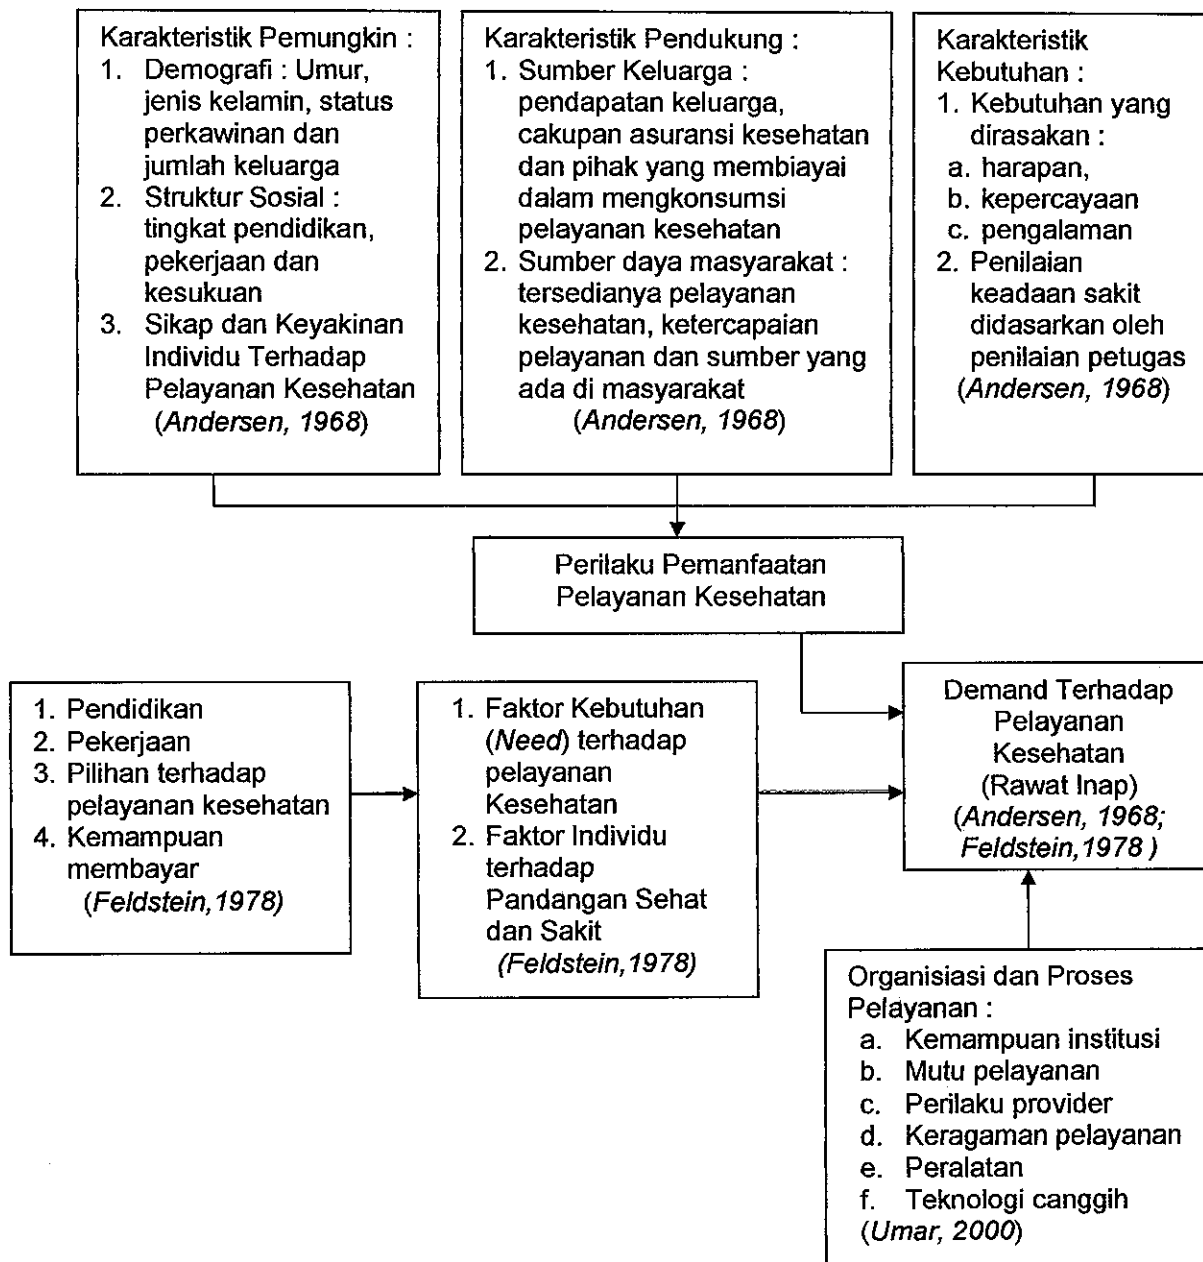 Karakteristik Pemungkin :
1. Demografi : Umur,
jenis kelamin, status
perkawinan dan
jumlah keluarga
2. Struktur Sosial :
tingkat pendidikan,
pekerjaan dan
kesukuan
3. Sikap dan Keyakinan
Individu Terhadap
Pelayanan Kesehatan
(Andersen, 1968)
Karakteristik Pendukung :
1. Sumber Keluarga :
pendapatan keluarga,
cakupan asuransi kesehatan
dan pihak yang membiayai
dalam mengkonsumsi
pelayanan kesehatan
2. Sumber daya masyarakat :
tersedianya pelayanan
kesehatan, ketercapaian
pelayanan dan sumber yang
ada di masyarakat
(Andersen, 1968)
Karakteristik
Kebutuhan :
1. Kebutuhan yang
dirasakan :
a. harapan,
b. kepercayaan
c. pengalaman
2. Penilaian
keadaan sakit
didasarkan oleh
penilaian petugas
(Andersen, 1968)
Perilaku Pemanfaatan
Pelayanan Kesehatan
1. Pendidikan
2. Pekerjaan
3. Pilihan terhadap
pelayanan kesehatan
4. Kemampuan
membayar
(Feldstein,1978)
1. Faktor Kebutuhan
(Need) terhadap
pelayanan
Kesehatan
2. Faktor Individu
terhadap
Pandangan Sehat
dan Sakit
(Feldstein,1978)
Demand Terhadap
Pelayanan
Kesehatan
(Rawat Inap)
(Andersen, 1968;
Feldstein,1978 )
Organisiasi dan Proses
Pelayanan :
a. Kemampuan institusi
b. Mutu pelayanan
c. Perilaku provider
d. Keragaman pelayanan
e. Peralatan
f. Teknologi canggih
(Umar, 2000)